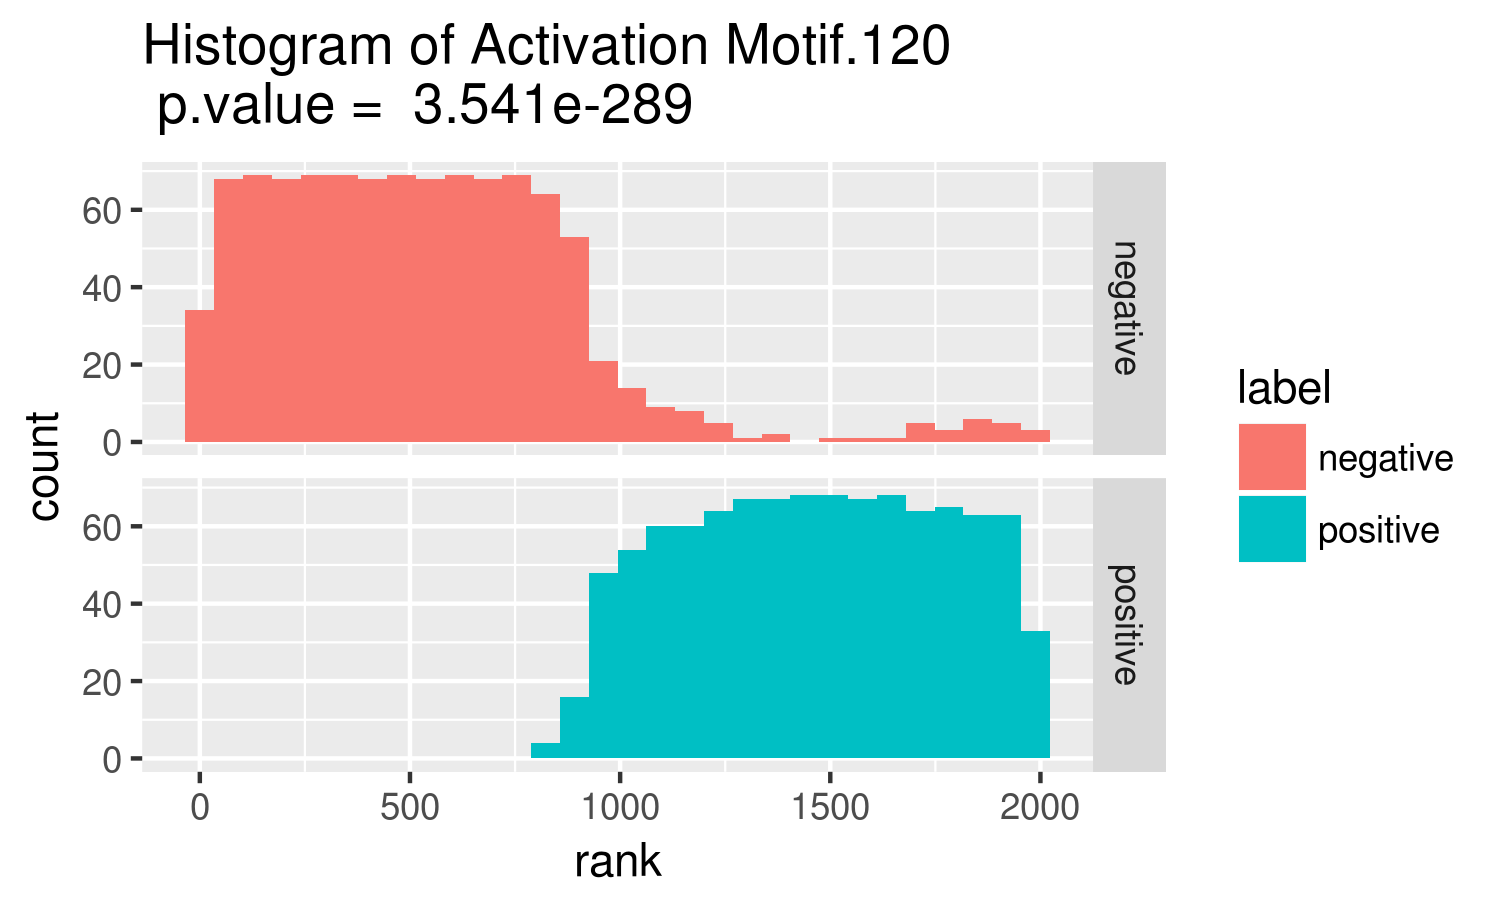 Histogram of Activation Motif.120
p.value =  3.541e-289
count
60
40
20
0
negative
60
40
20
0
positive
0 500 1000 1500 2000
rank
label
negative
positive